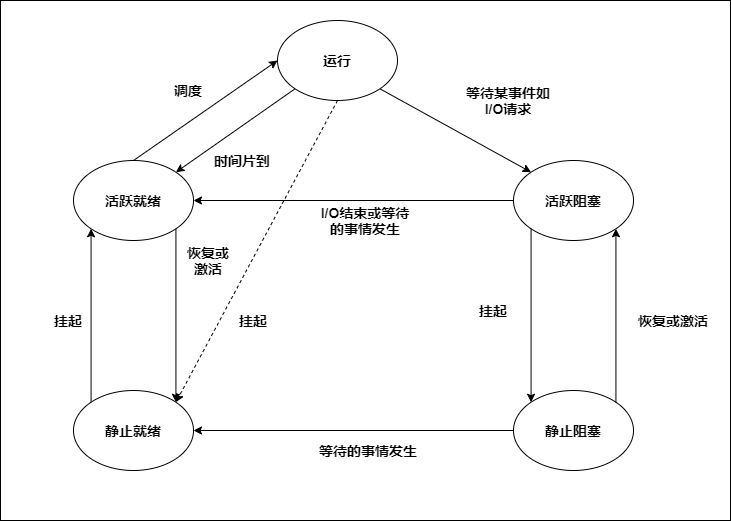 运行
调度
等待某事件如
I/O请求
时间片到
活跃就绪
活跃阻塞
I/O结束或等待
的事情发生
恢复或
激活
挂起
挂起
挂起
恢复或激活
静止就绪
静止阻塞
等待的事情发生